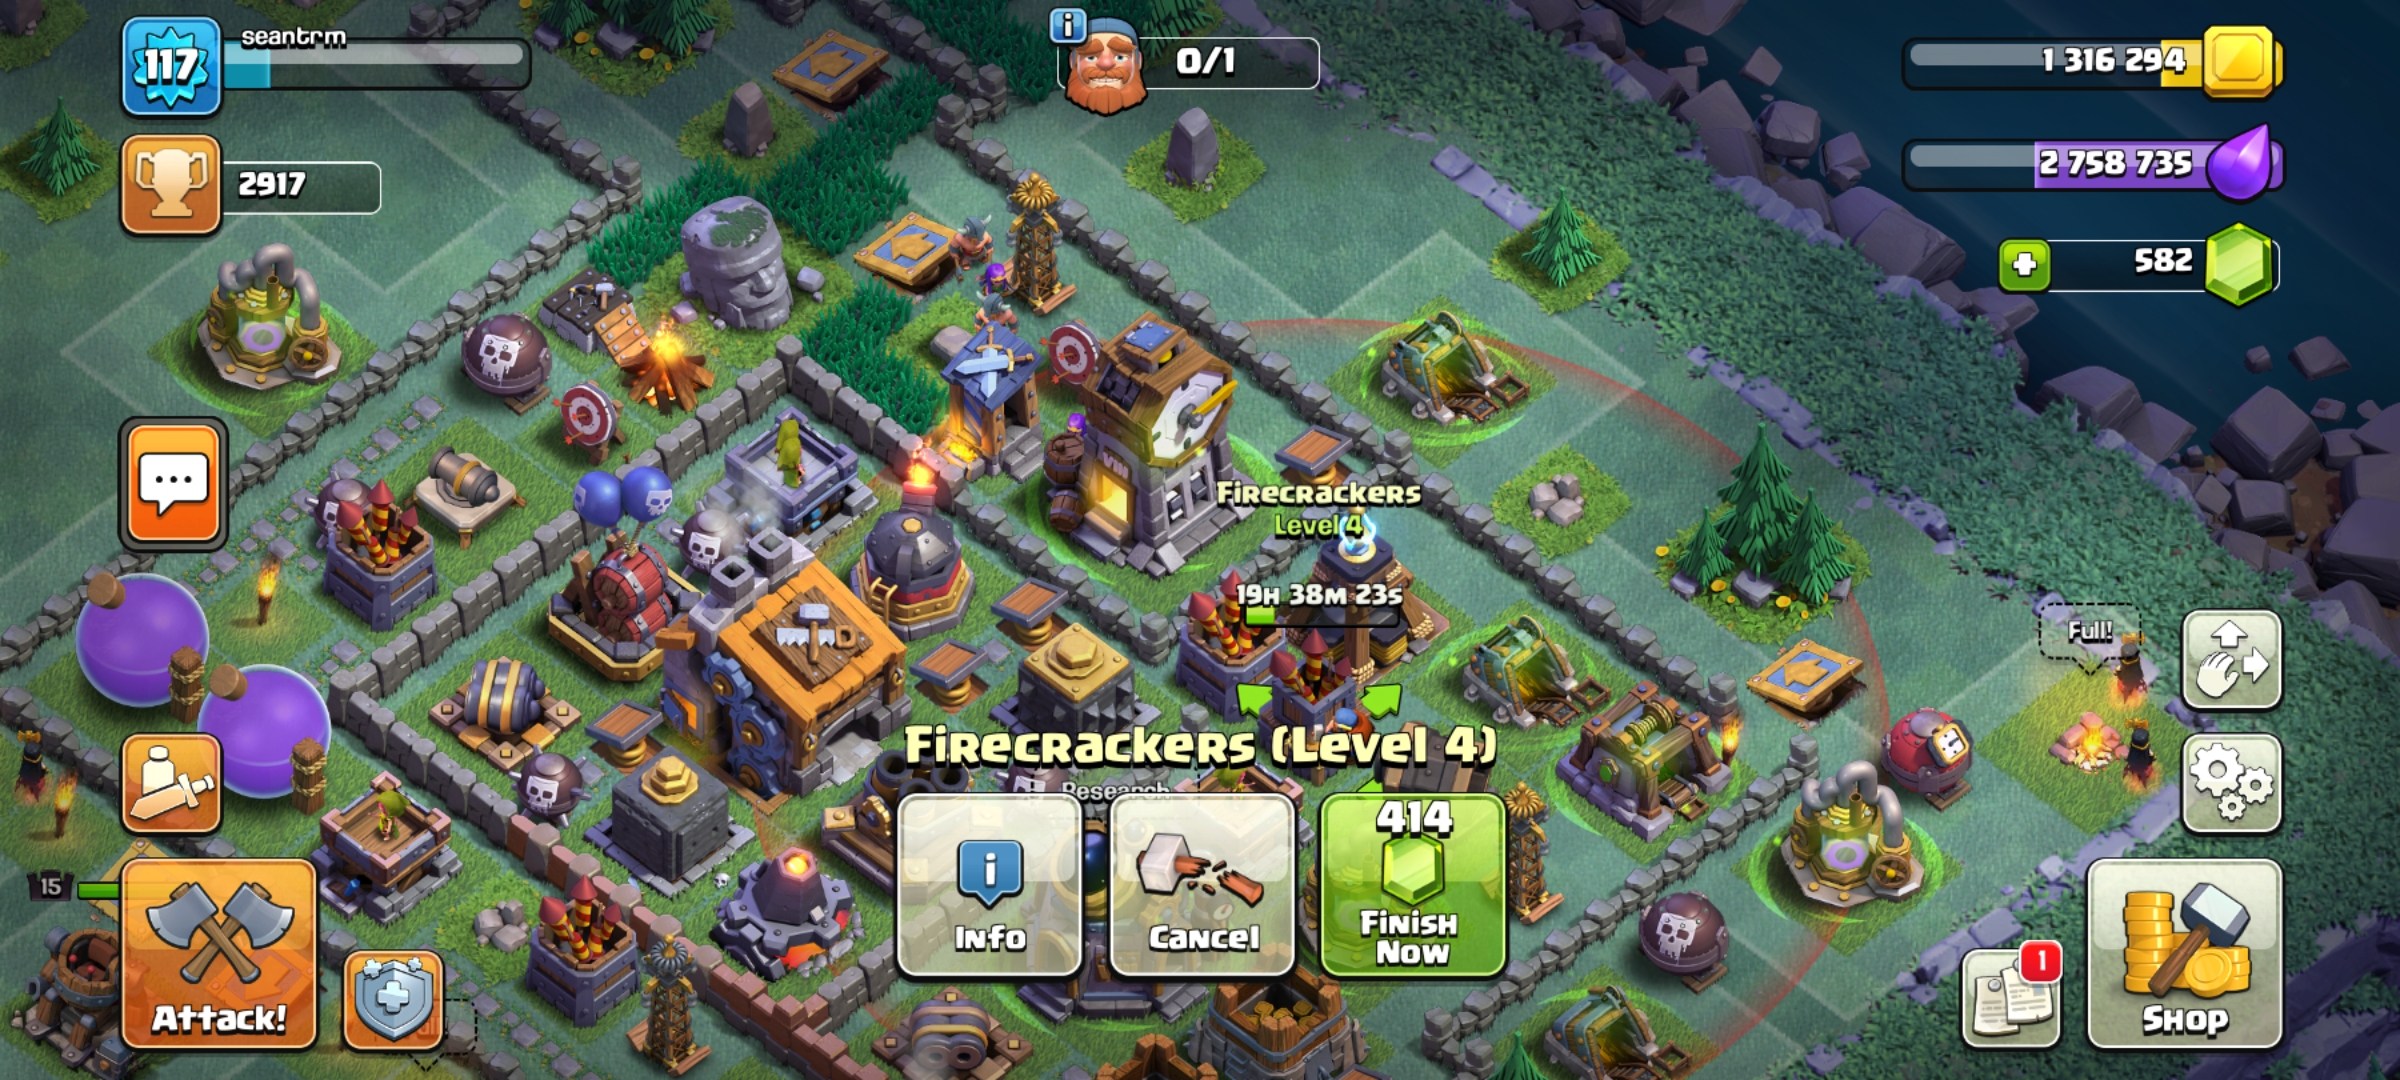 117
seantrm
0/1
1 316 294
2917
2 758 735
582
Firecrackers
Level 4
19H 38M 23s
Full!
Firecrackers (Level 4)
Research
414
Info
Cancel
Finish
Now
15
Attack!
1
Shop